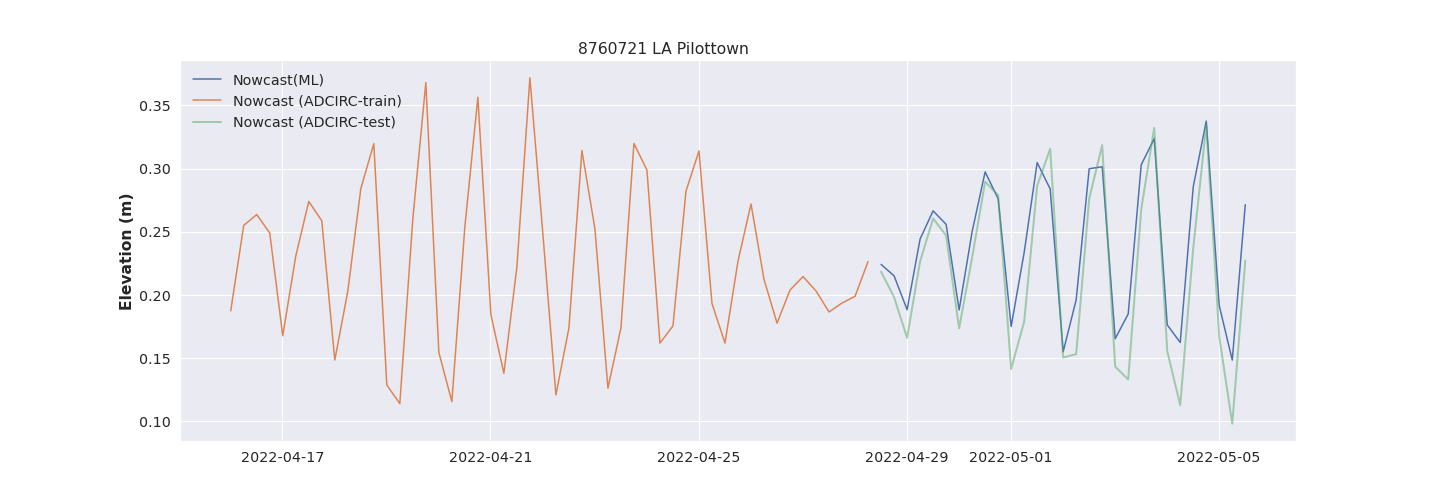 8760721 LA Pilottown
Nowcast(ML)
Nowcast (ADCIRC-train)
Nowcast (ADCIRC-test)
Elevation (m)
0.35
0.30
0.25
0.20
0.15
0.10
2022-04-17 2022-04-21 2022-04-25 2022-04-29 2022-05-01 2022-05-05